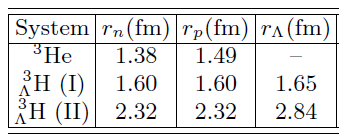 System r_n(fm) r_p(fm) r_Λ(fm)
³He 1.38 1.49 –
³_ΛH (I) 1.60 1.60 1.65
³_ΛH (II) 2.32 2.32 2.84